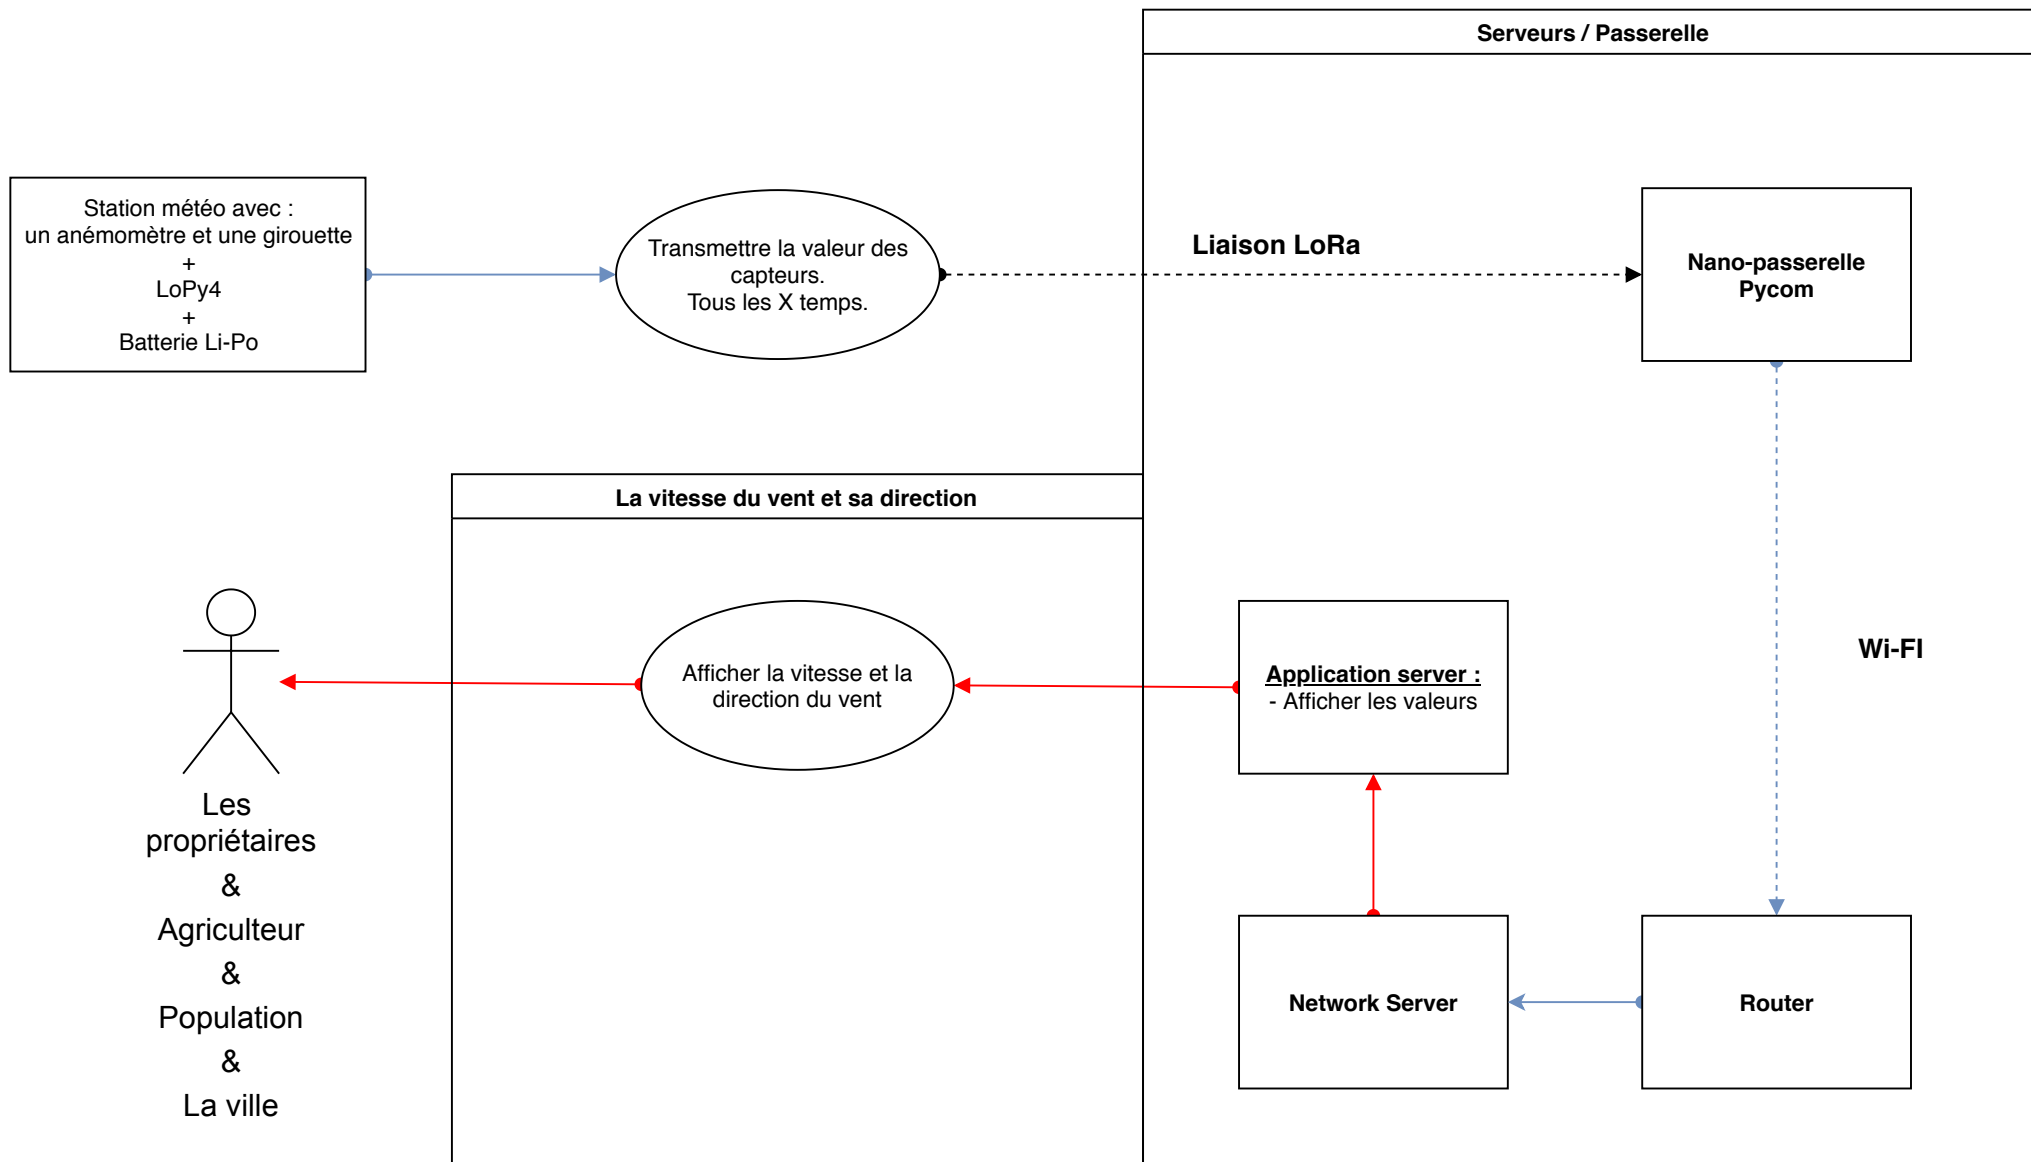 Serveurs / Passerelle
Station météo avec :
un anémomètre et une girouette
+
LoPy4
+
Batterie Li-Po
Transmettre la valeur des
capteurs.
Tous les X temps.
Liaison LoRa
Nano-passerelle
Pycom
La vitesse du vent et sa direction
Wi-FI
Afficher la vitesse et la
direction du vent
Application server :
- Afficher les valeurs
Les
propriétaires
&
Agriculteur
&
Population
&
La ville
Network Server
Router